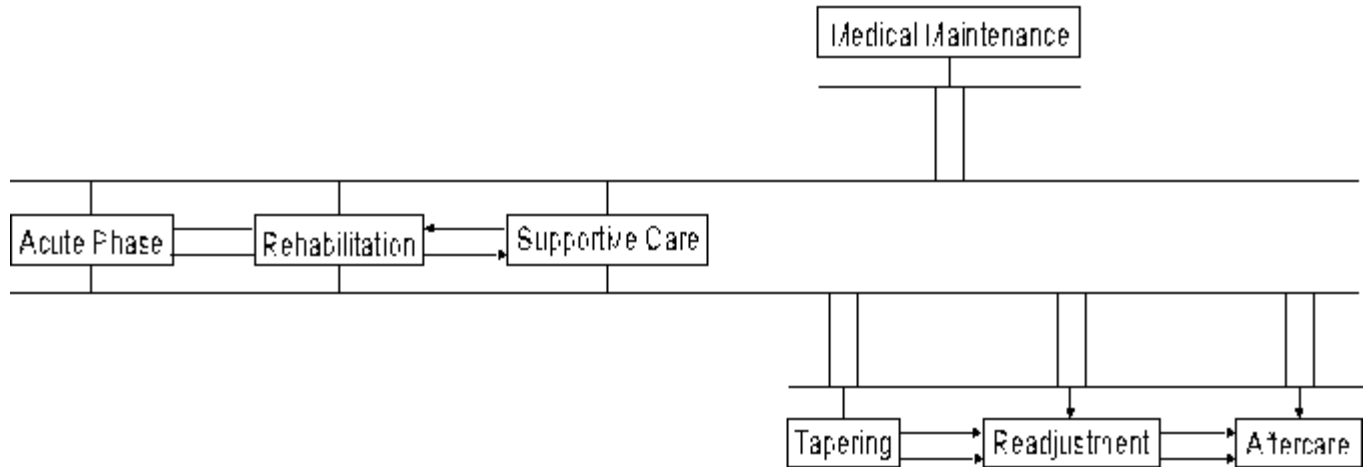 Medical Maintenance
Acute Phase
Rehabilitation
Supportive Care
Tapering
Readjustment
Aftercare